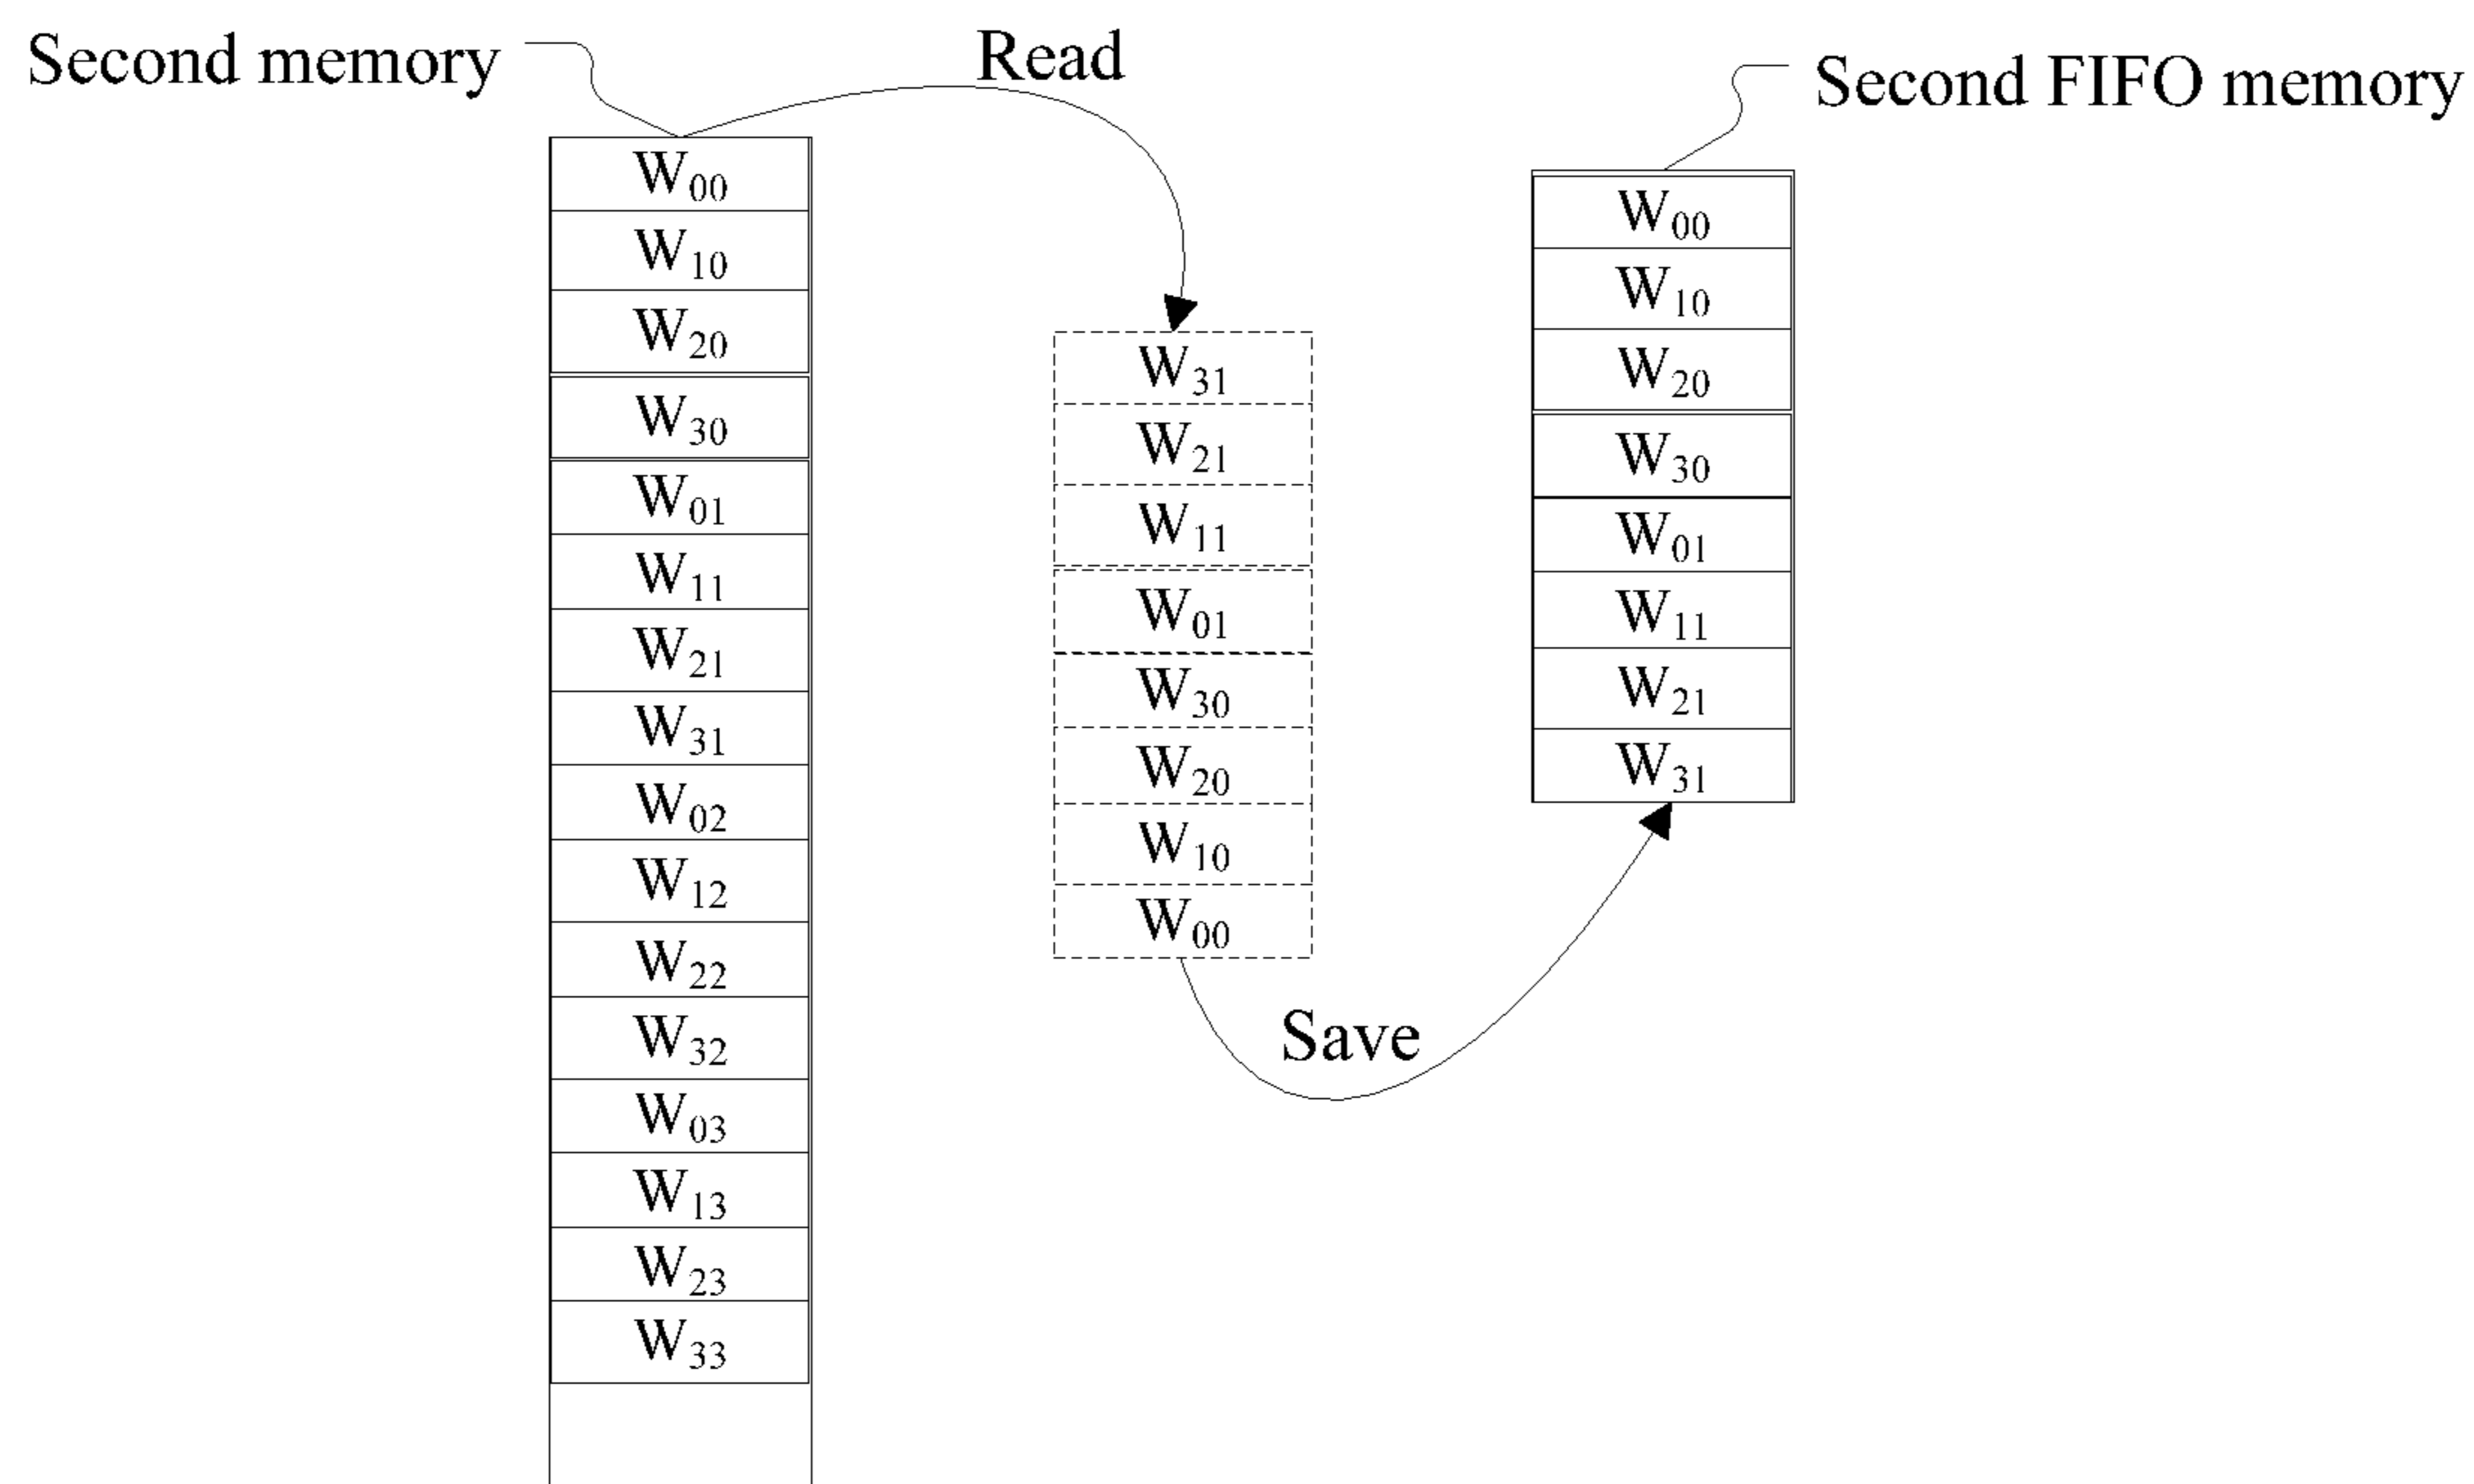 Second memory
Read
Second FIFO memory
W00
W10
W20
W30
W01
W11
W21
W31
W02
W12
W22
W32
W03
W13
W23
W33
W31
W21
W11
W01
W30
W20
W10
W00
Save
W00
W10
W20
W30
W01
W11
W21
W31